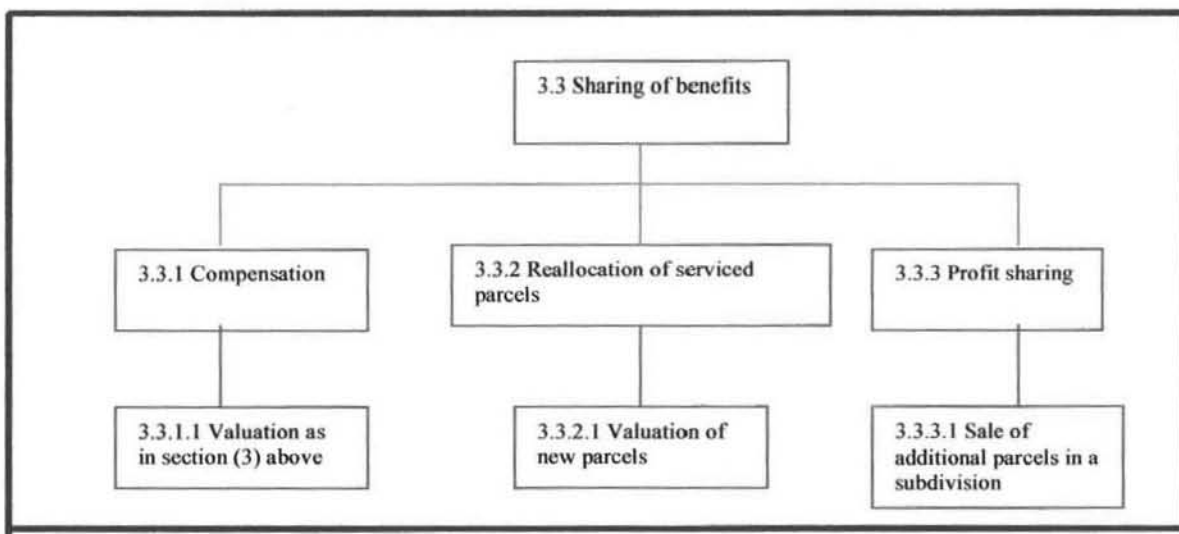 3.3 Sharing of benefits
3.3.1 Compensation
3.3.2 Reallocation of serviced
parcels
3.3.3 Profit sharing
3.3.1.1 Valuation as
in section (3) above
3.3.2.1 Valuation of
new parcels
3.3.3.1 Sale of
additional parcels in a
subdivision